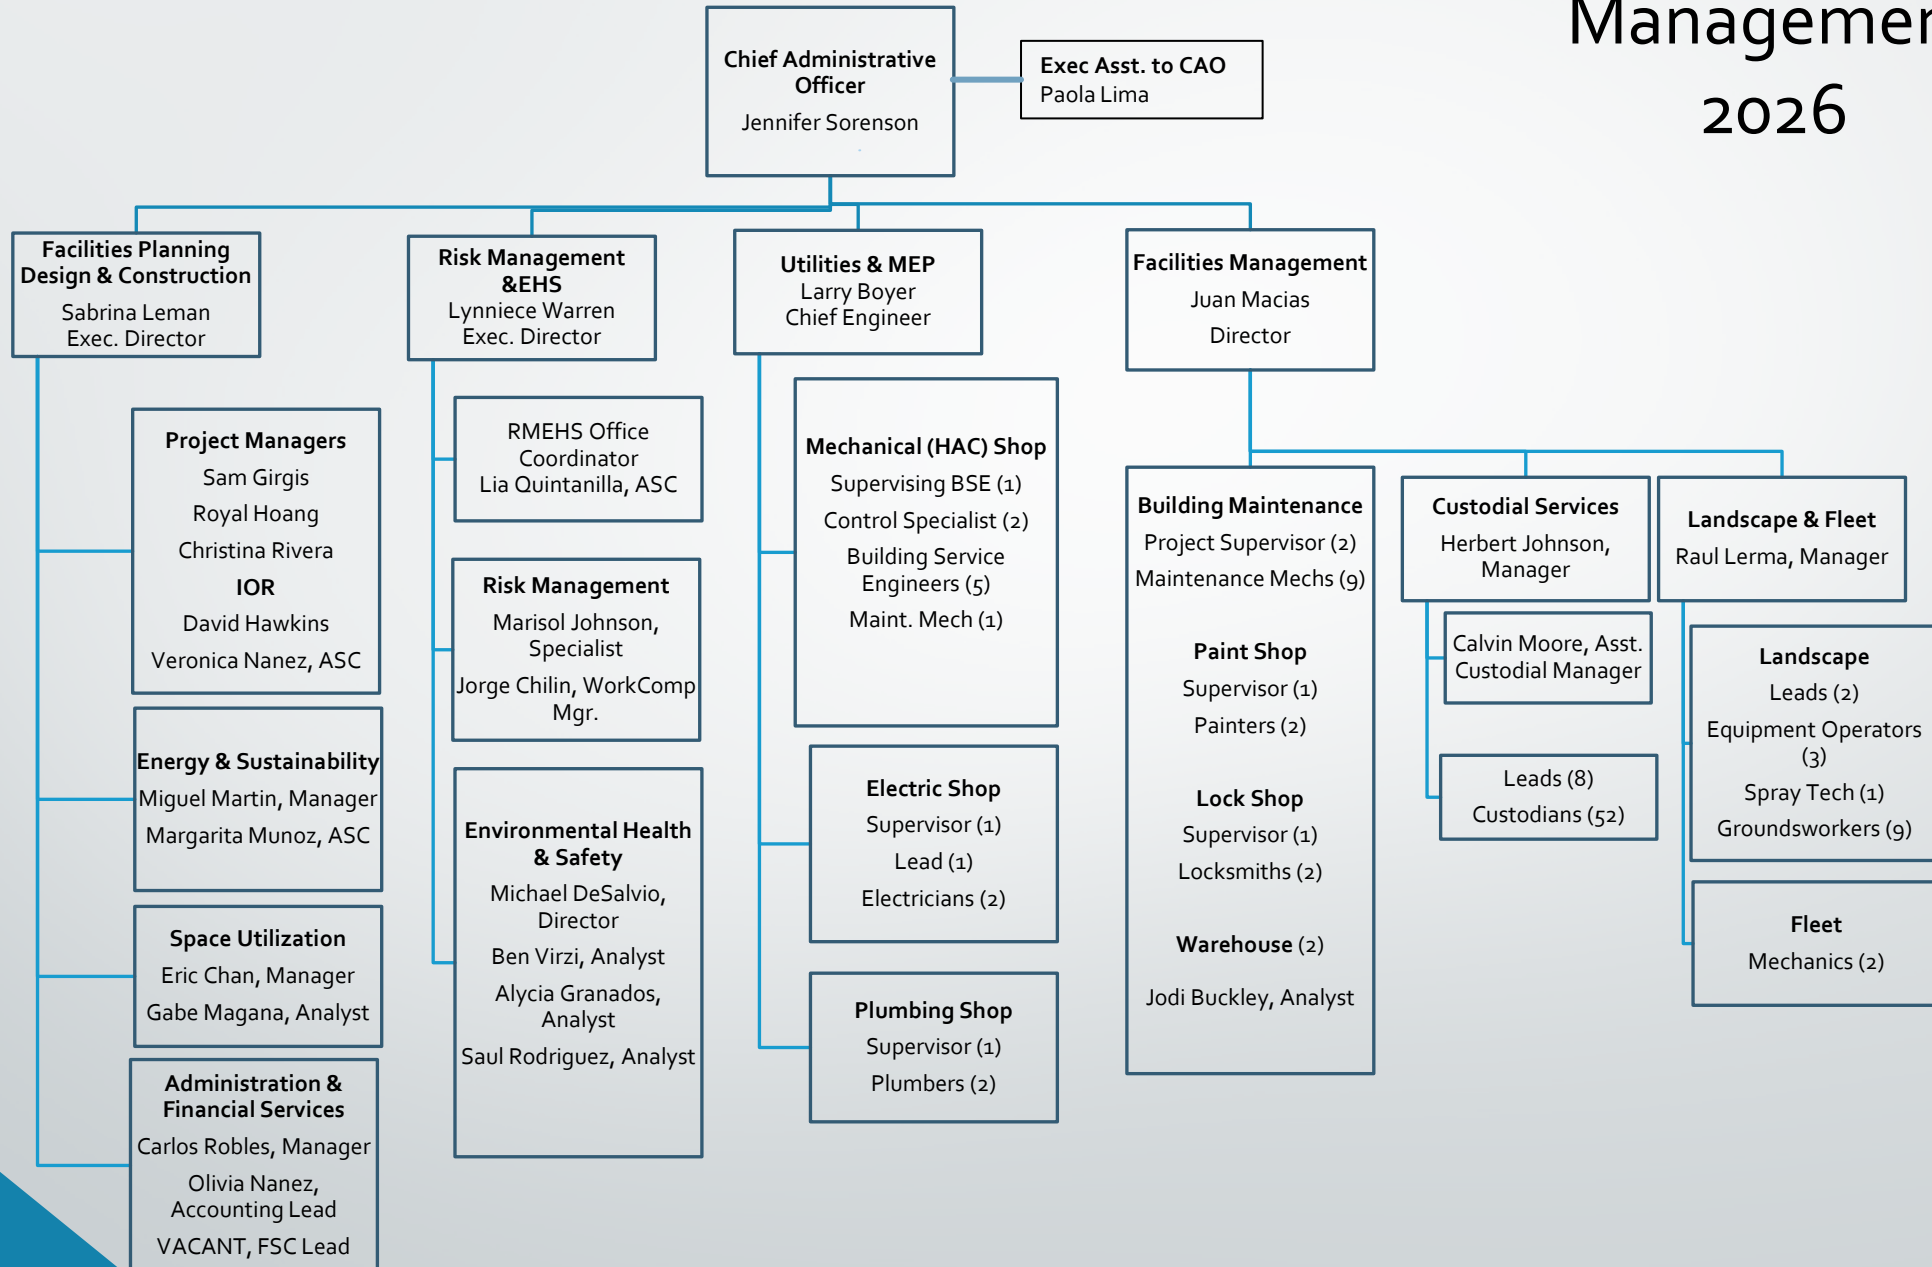 2026
Chief Administrative
Officer
Jennifer Sorenson
Exec Asst. to CAO
Paola Lima
Facilities Planning
Design & Construction
Sabrina Leman
Exec. Director
Project Managers
Sam Girgis
Royal Hoang
Christina Rivera
IOR
David Hawkins
Veronica Nanez, ASC
Energy & Sustainability
Miguel Martin, Manager
Margarita Munoz, ASC
Space Utilization
Eric Chan, Manager
Gabe Magana, Analyst
Administration &
Financial Services
Carlos Robles, Manager
Olivia Nanez,
Accounting Lead
VACANT, FSC Lead
Risk Management
&EHS
Lynniece Warren
Exec. Director
RMEHS Office
Coordinator
Lia Quintanilla, ASC
Risk Management
Marisol Johnson,
Specialist
Jorge Chilin, WorkComp
Mgr.
Environmental Health
& Safety
Michael DeSalvio,
Director
Ben Virzi, Analyst
Alycia Granados,
Analyst
Saul Rodriguez, Analyst
Utilities & MEP
Larry Boyer
Chief Engineer
Mechanical (HAC) Shop
Supervising BSE (1)
Control Specialist (2)
Building Service
Engineers (5)
Maint. Mech (1)
Electric Shop
Supervisor (1)
Lead (1)
Electricians (2)
Plumbing Shop
Supervisor (1)
Plumbers (2)
Facilities Management
Juan Macias
Director
Building Maintenance
Project Supervisor (2)
Maintenance Mechs (9)
Paint Shop
Supervisor (1)
Painters (2)
Lock Shop
Supervisor (1)
Locksmiths (2)
Warehouse (2)
Jodi Buckley, Analyst
Custodial Services
Herbert Johnson,
Manager
Calvin Moore, Asst.
Custodial Manager
Leads (8)
Custodians (52)
Landscape & Fleet
Raul Lerma, Manager
Landscape
Leads (2)
Equipment Operators
(3)
Spray Tech (1)
Groundsworkers (9)
Fleet
Mechanics (2)